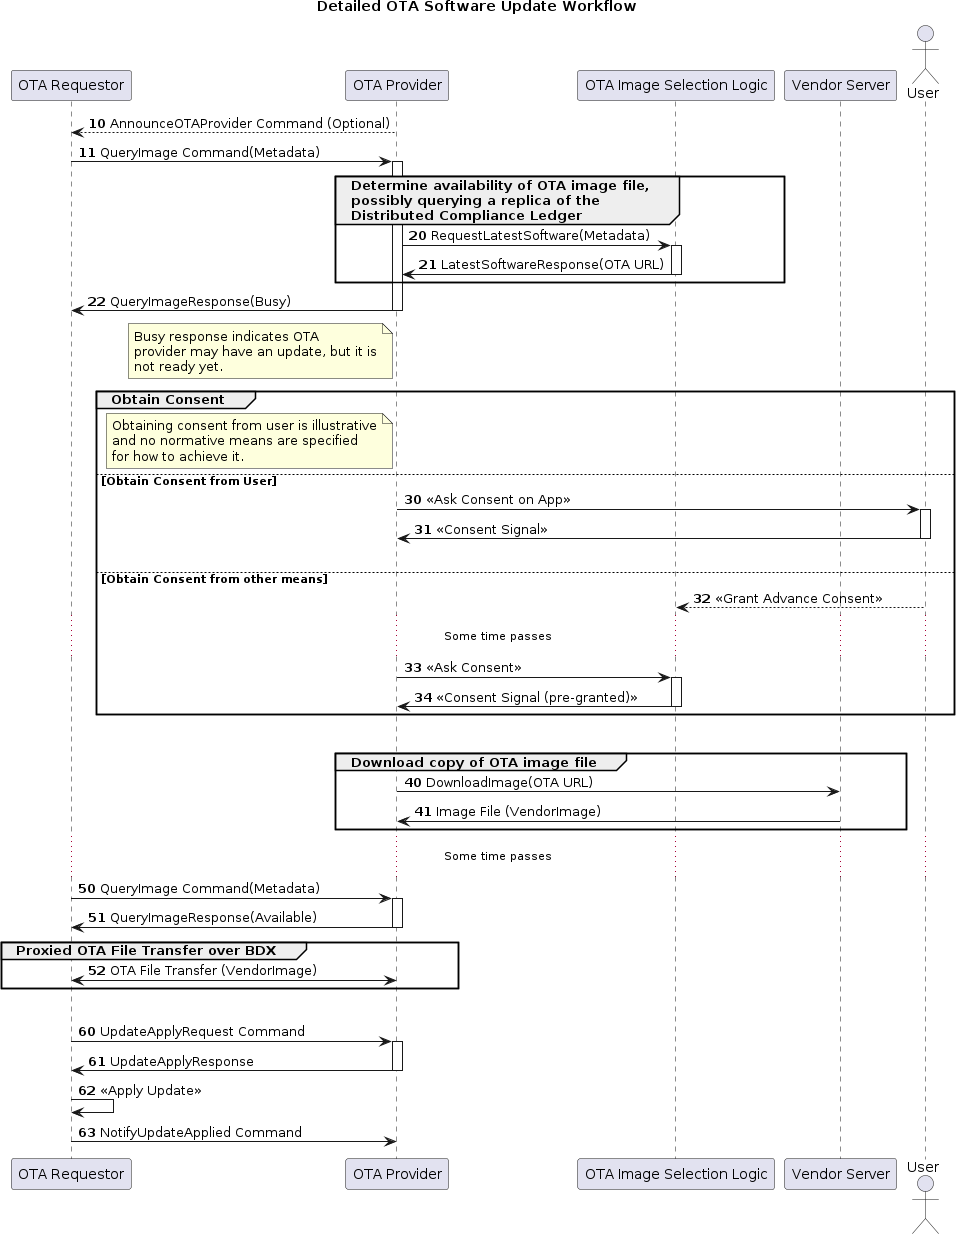 Detailed OTA Software Update Workflow
User
OTA Requestor
OTA Provider
OTA Image Selection Logic
Vendor Server
10 AnnounceOTAProvider Command (Optional)
11 QueryImage Command(Metadata)
Determine availability of OTA image file,
possibly querying a replica of the
Distributed Compliance Ledger
20 RequestLatestSoftware(Metadata)
21 LatestSoftwareResponse(OTA URL)
22 QueryImageResponse(Busy)
Busy response indicates OTA
provider may have an update, but it is
not ready yet.
Obtain Consent
Obtaining consent from user is illustrative
and no normative means are specified
for how to achieve it.
[Obtain Consent from User]
30 «Ask Consent on App»
31 «Consent Signal»
[Obtain Consent from other means]
32 «Grant Advance Consent»
Some time passes
33 «Ask Consent»
34 «Consent Signal (pre-granted)»
Download copy of OTA image file
40 DownloadImage(OTA URL)
41 Image File (VendorImage)
Some time passes
50 QueryImage Command(Metadata)
51 QueryImageResponse(Available)
Proxied OTA File Transfer over BDX
52 OTA File Transfer (VendorImage)
60 UpdateApplyRequest Command
61 UpdateApplyResponse
62 «Apply Update»
63 NotifyUpdateApplied Command
OTA Requestor
OTA Provider
OTA Image Selection Logic
Vendor Server
User